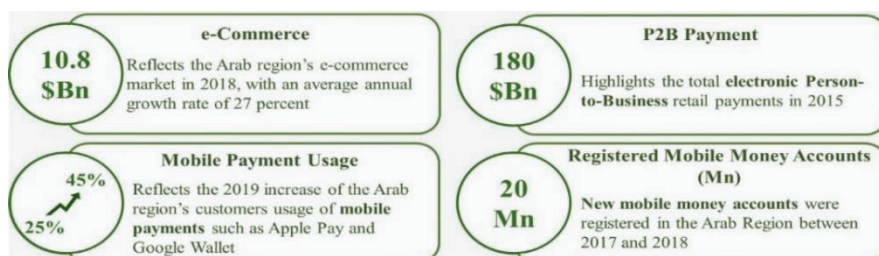 e-Commerce
10.8
$Bn
Reflects the Arab region's e-commerce
market in 2018, with an average annual
growth rate of 27 percent
P2B Payment
180
$Bn
Highlights the total electronic Person-
to-Business retail payments in 2015
Mobile Payment Usage
45%
25%
Reflects the 2019 increase of the Arab
region's customers usage of mobile
payments such as Apple Pay and
Google Wallet
Registered Mobile Money Accounts
(Mn)
20
Mn
New mobile money accounts were
registered in the Arab Region between
2017 and 2018